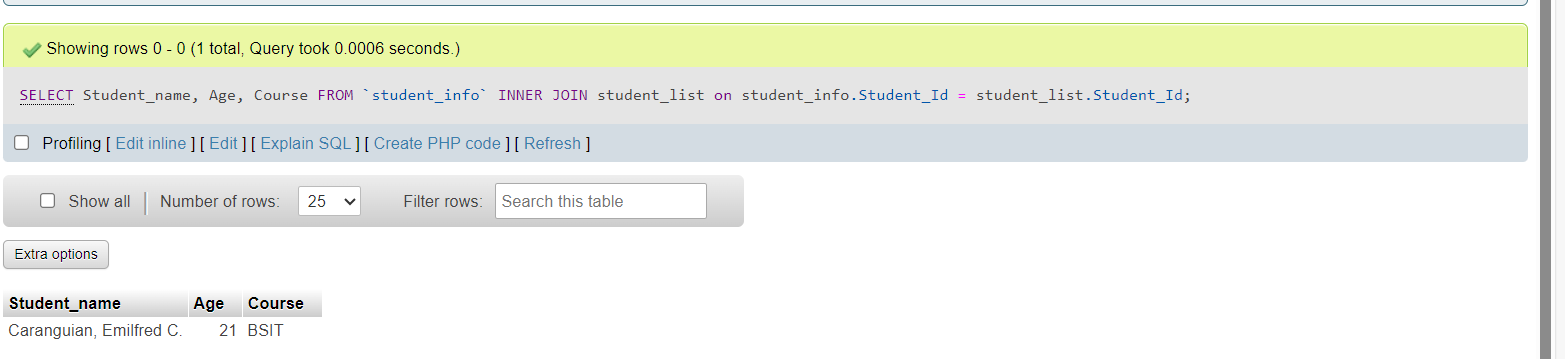 Showing rows 0 - 0 (1 total, Query took 0.0006 seconds.)
SELECT Student_name, Age, Course FROM `student_info` INNER JOIN student_list on student_info.Student_Id = student_list.Student_Id;
Profiling [ Edit inline ] [ Edit ] [ Explain SQL ] [ Create PHP code ] [ Refresh ]
Show all Number of rows: 25 Filter rows: Search this table
Extra options
Student_name Age Course
Caranguian, Emilfred C. 21 BSIT